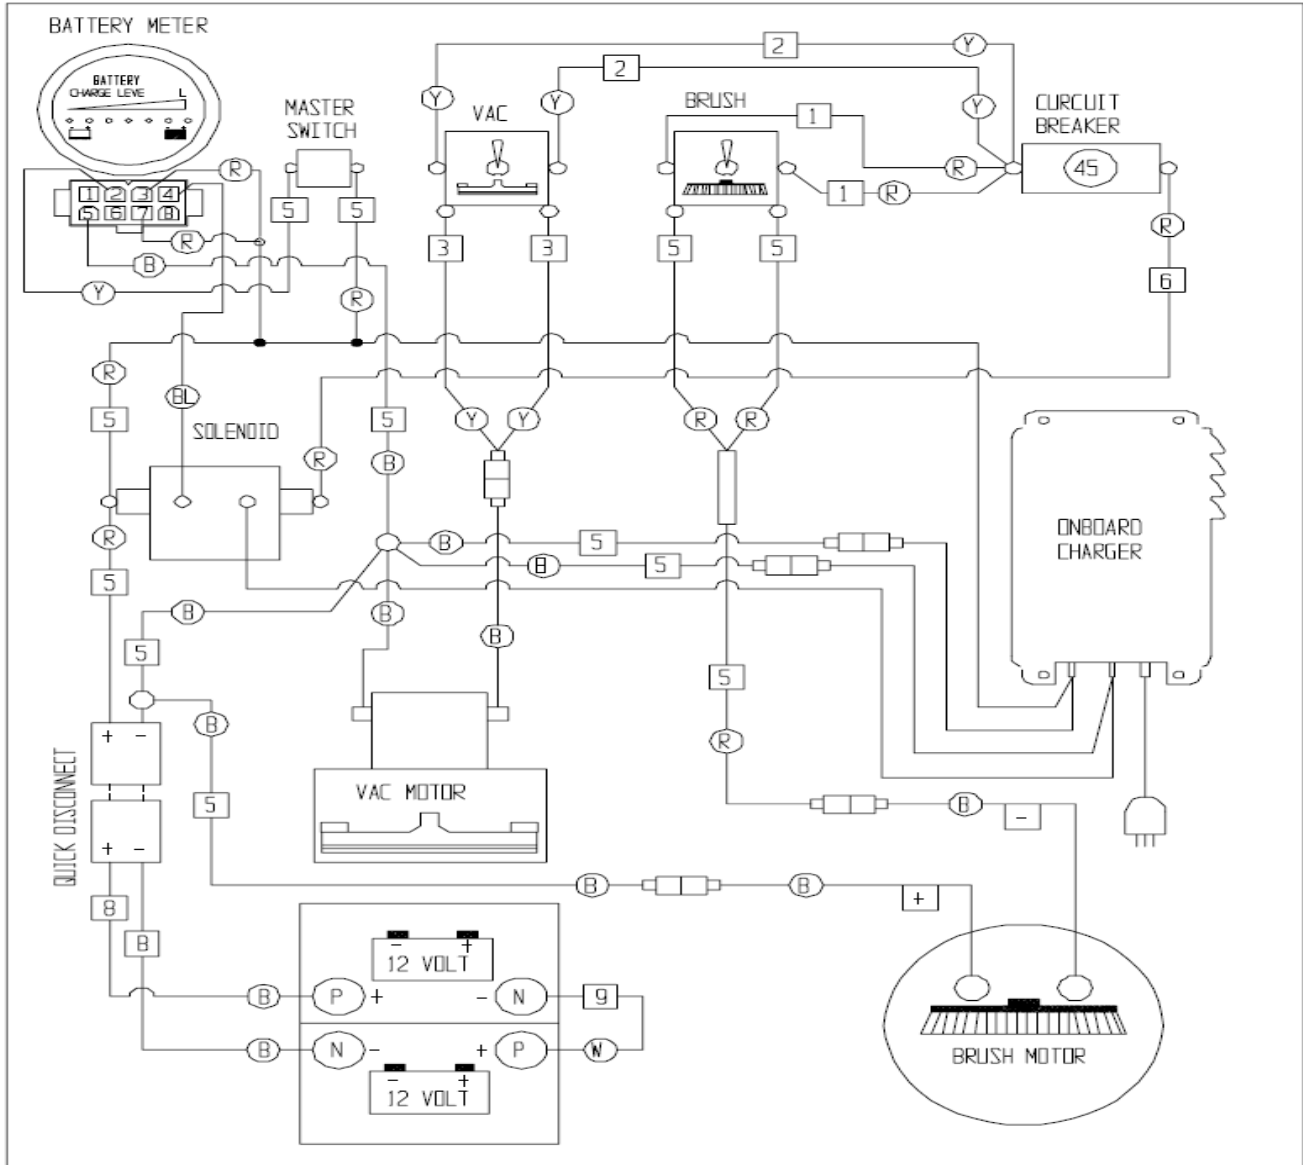 BATTERY METER
BATTERY
CHARGE LEVE L
MASTER
SWITCH
VAC
BRUSH
CURCUIT
BREAKER
2
Y
2
Y
Y
Y
1
R
1
R
45
R
1 2 3 4
5 6 7 8
R
5
5
R
B
Y
R
3
3
5
5
R
6
R
5
BL
SOLENOID
R
5
B
Y
Y
R
R
R
5
B
5
B
5
B
B
B
5
5
R
ONBOARD
CHARGER
B
5
R
+ -
+ -
QUICK DISCONNECT
VAC MOTOR
B
-
B
B
+
8
B
- +
12 VOLT
B
P + - N
9
B
N - + P
W
- +
12 VOLT
BRUSH MOTOR